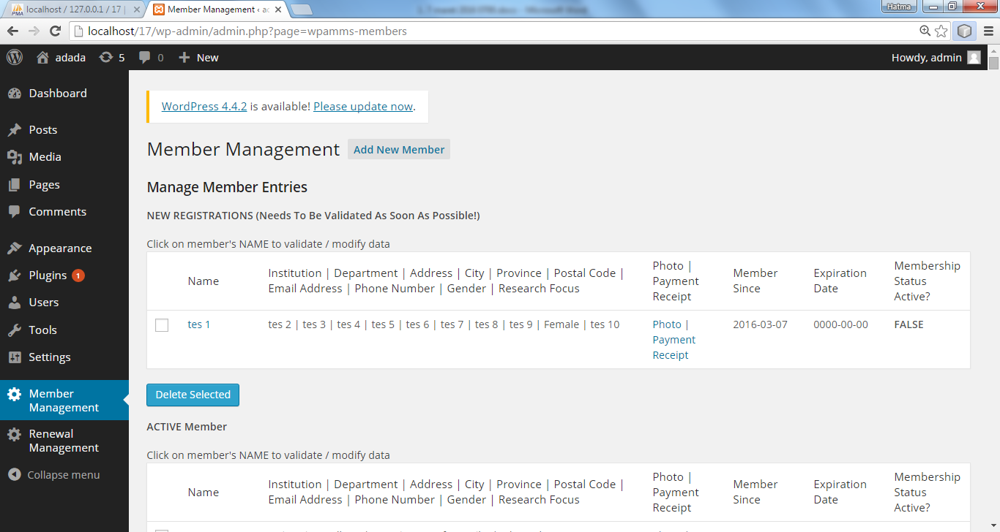 localhost / 127.0.0.1 / 17 |
Member Management ‹ ad
Hatma
localhost/17/wp-admin/admin.php?page=wpamms-members
adada 5 0 New
Howdy, admin
Dashboard
Posts
Media
Pages
Comments
Appearance
Plugins 1
Users
Tools
Settings
Member
Management
Renewal
Management
Collapse menu
WordPress 4.4.2 is available! Please update now.
Member Management Add New Member
Manage Member Entries
NEW REGISTRATIONS (Needs To Be Validated As Soon As Possible!)
Click on member's NAME to validate / modify data
Name
Institution | Department | Address | City | Province | Postal Code |
Email Address | Phone Number | Gender | Research Focus
Photo |
Payment
Receipt
Member
Since
Expiration
Date
Membership
Status
Active?
tes 1
tes 2 | tes 3 | tes 4 | tes 5 | tes 6 | tes 7 | tes 8 | tes 9 | Female | tes 10
Photo |
Payment
Receipt
2016-03-07
0000-00-00
FALSE
Delete Selected
ACTIVE Member
Click on member's NAME to validate / modify data
Name
Institution | Department | Address | City | Province | Postal Code |
Email Address | Phone Number | Gender | Research Focus
Photo |
Payment
Receipt
Member
Since
Expiration
Date
Membership
Status
Active?